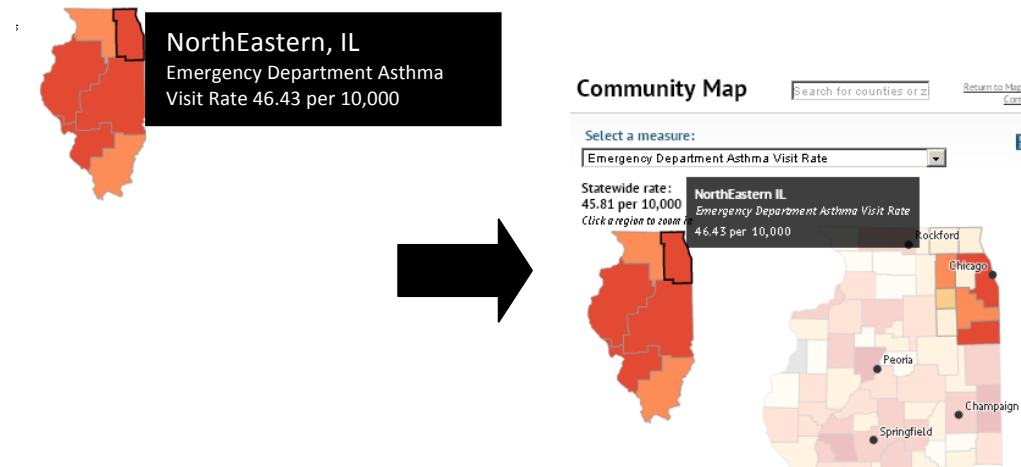 NorthEastern, IL
Emergency Department Asthma
Visit Rate 46.43 per 10,000
Community Map
Search for counties or z
Return to Map
Select a measure:
Emergency Department Asthma Visit Rate
Statewide rate:
45.81 per 10,000
Click a region to zoom in
NorthEastern IL
Emergency Department Asthma Visit Rate
46.43 per 10,000
Rockford
Chicago
Peoria
Champaign
Springfield